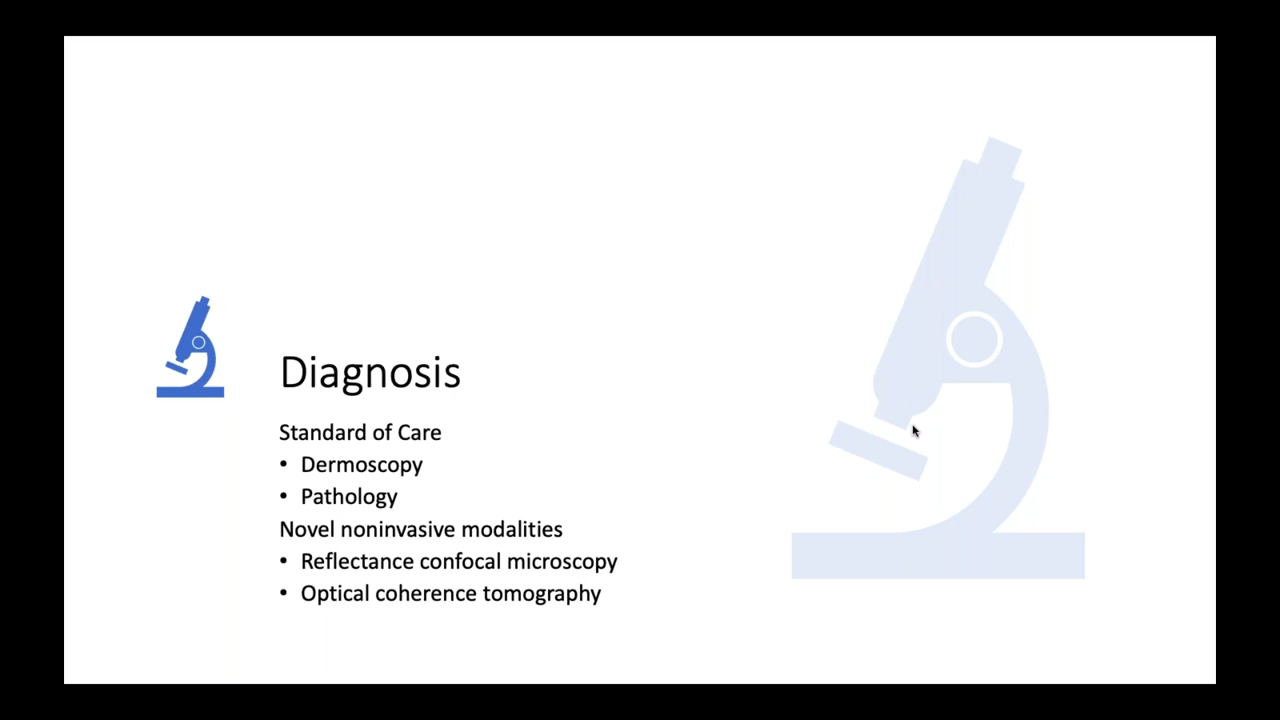 Diagnosis
Standard of Care
• Dermoscopy
• Pathology
Novel noninvasive modalities
• Reflectance confocal microscopy
• Optical coherence tomography